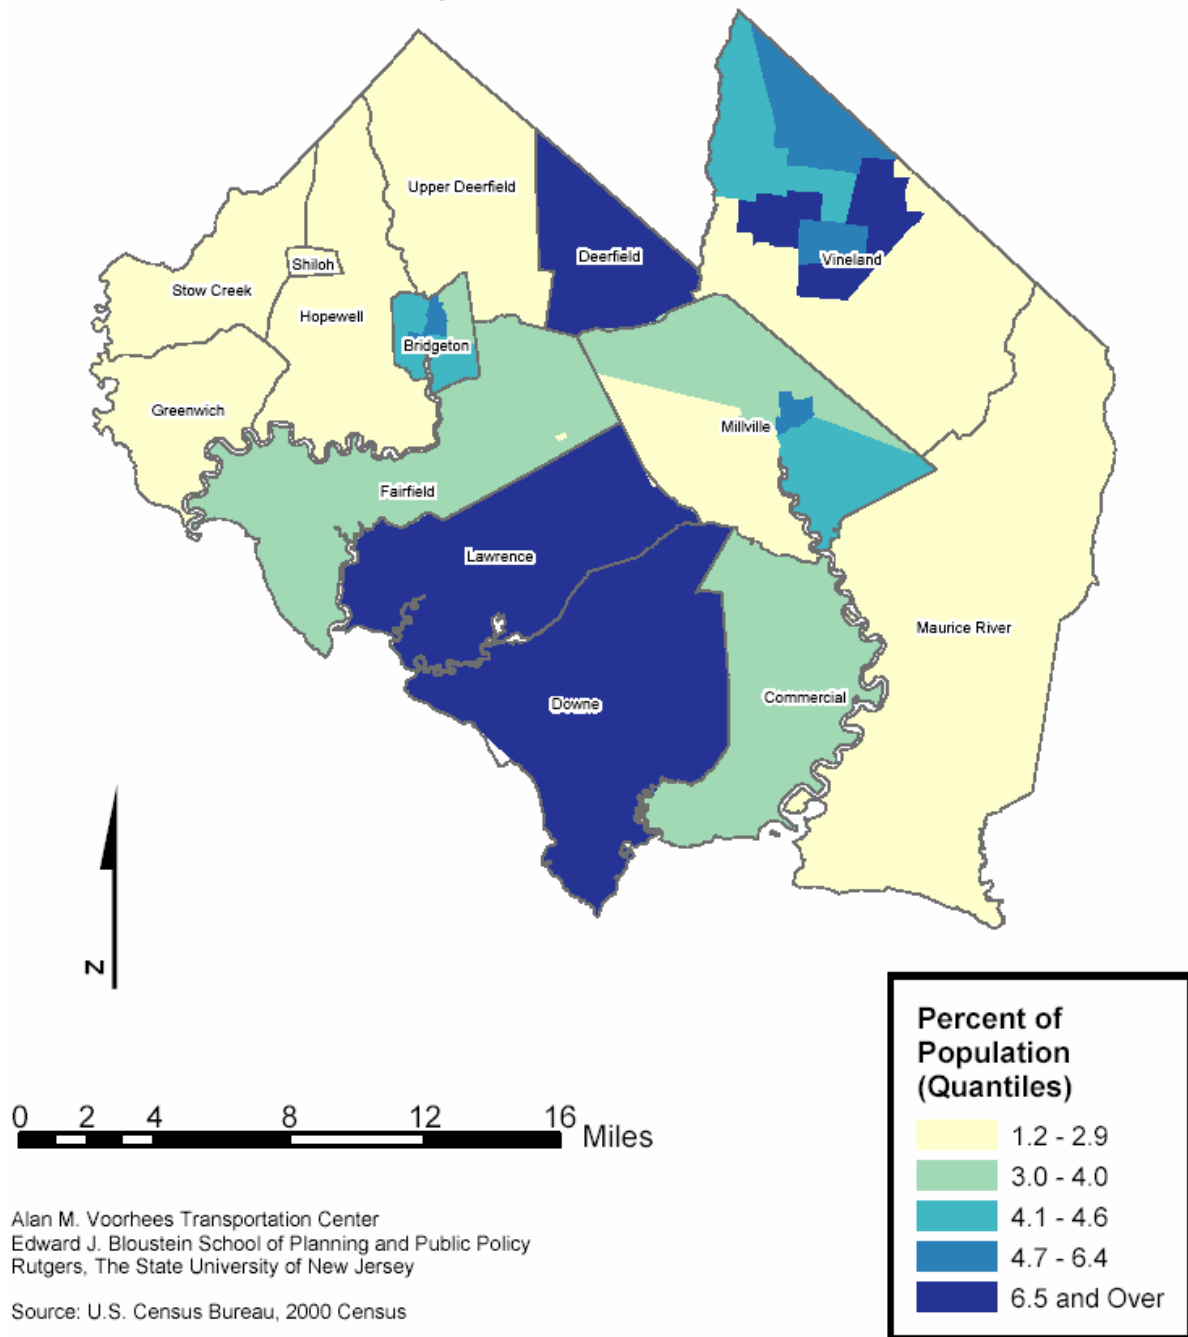 Upper Deerfield
Deerfield
Vineland
Shiloh
Stow Creek
Hopewell
Bridgeton
Greenwich
Millville
Fairfield
Lawrence
Maurice River
Commercial
Downe
N
Percent of
Population
(Quantiles)
1.2 - 2.9
3.0 - 4.0
4.1 - 4.6
4.7 - 6.4
6.5 and Over
0 2 4 8 12 16 Miles
Alan M. Voorhees Transportation Center
Edward J. Bloustein School of Planning and Public Policy
Rutgers, The State University of New Jersey
Source: U.S. Census Bureau, 2000 Census